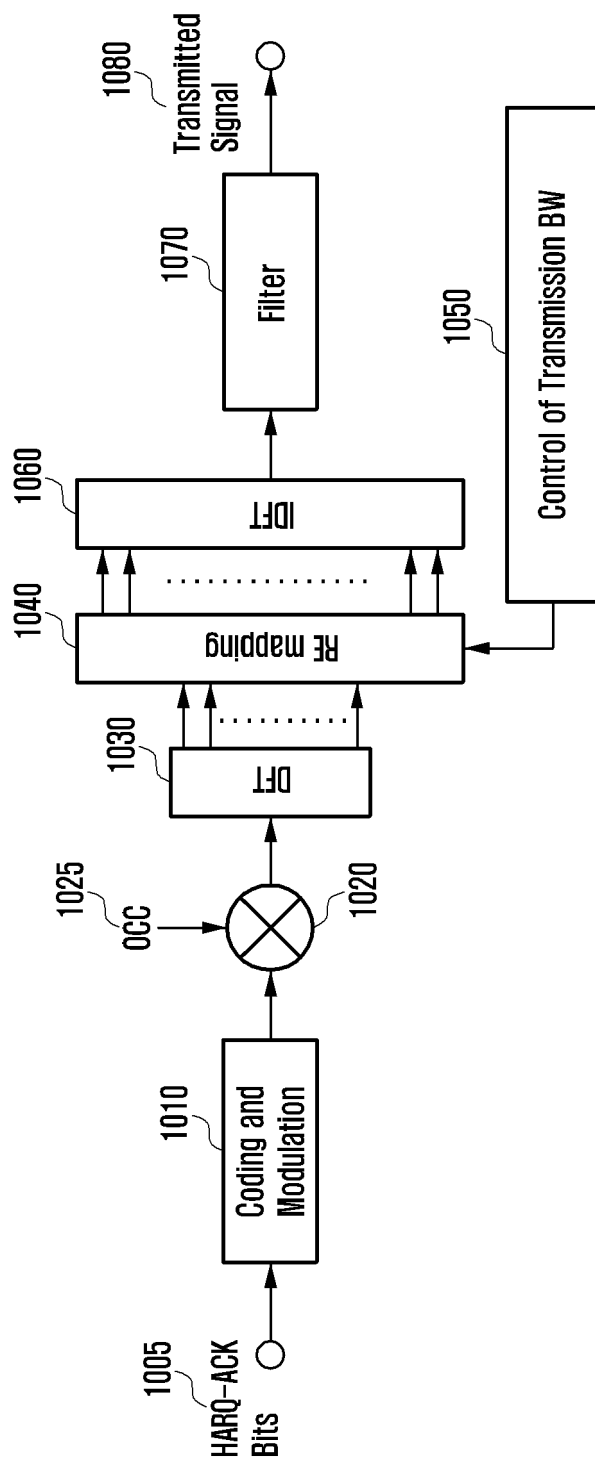 1005
HARQ-ACK
Bits
1010
Coding and
Modulation
1025
OCC
1020
1030
DFT
1040
RE mapping
1060
IDFT
1070
Filter
1080
Transmitted
Signal
1050
Control of Transmission BW